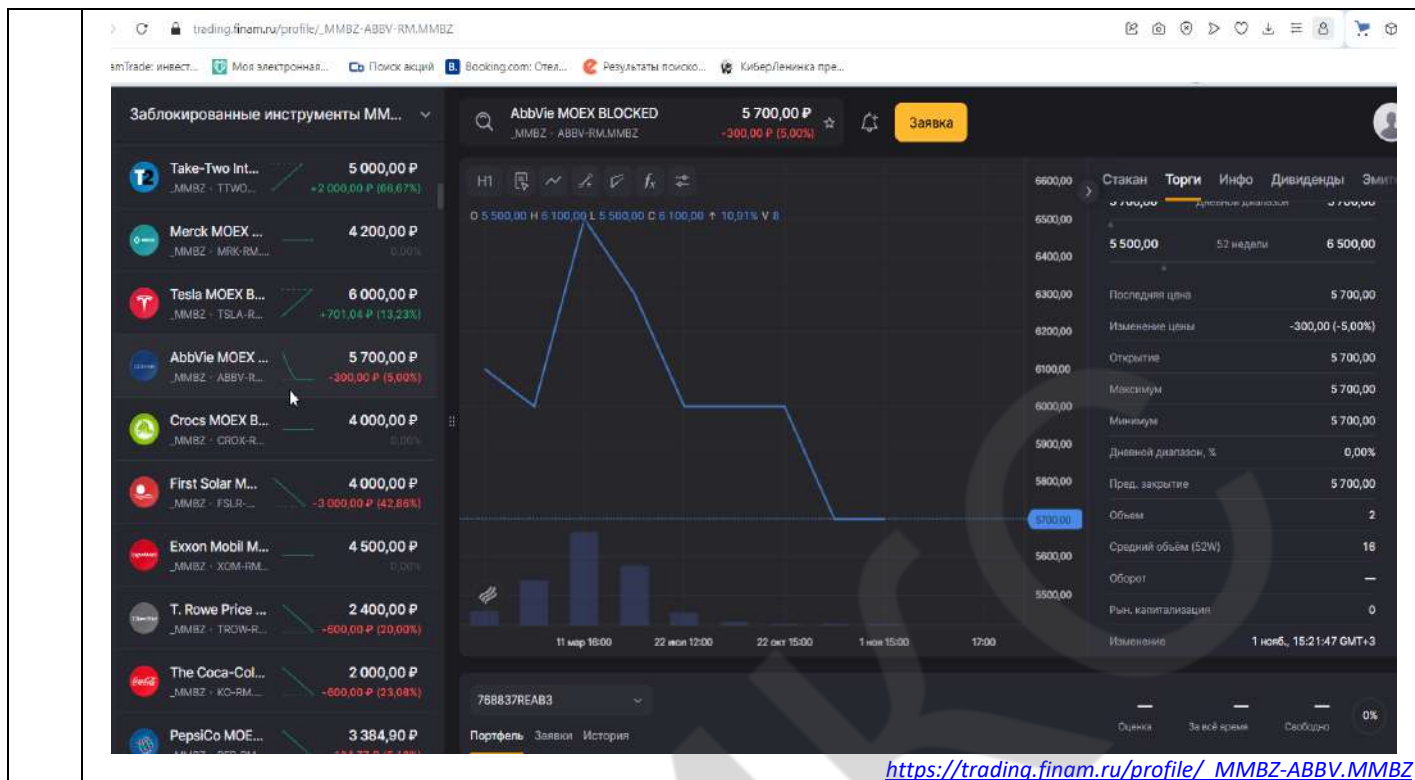 trading.finam.ru/profile/_MMBZ-ABBV-RM.MMBZ
amTrade: инвест... Моя электронная... Поиск акций Booking.com: Отел... Результаты поиско... КиберЛенинка пре...
Заблокированные инструменты ММ...
AbbVie MOEX BLOCKED 5 700,00 ₽
_MMBZ · ABBV-RM.MMBZ -300,00 ₽ (5,00%)
Заявка
Take-Two Int... 5 000,00 ₽
_MMBZ · TTWO... +2 000,00 ₽ (66,67%)
Merck MOEX ... 4 200,00 ₽
_MMBZ · MRK-RM.... 0,00%
Tesla MOEX B... 6 000,00 ₽
_MMBZ · TSLA-R... +701,04 ₽ (13,23%)
AbbVie MOEX ... 5 700,00 ₽
_MMBZ · ABBV-R... -300,00 ₽ (5,00%)
Crocs MOEX B... 4 000,00 ₽
_MMBZ · CROX-R... 0,00%
First Solar M... 4 000,00 ₽
_MMBZ · FSLR-... -3 000,00 ₽ (42,86%)
Exxon Mobil M... 4 500,00 ₽
_MMBZ · XOM-RM... 0,00%
T. Rowe Price ... 2 400,00 ₽
_MMBZ · TROW-R... -600,00 ₽ (20,00%)
The Coca-Col... 2 000,00 ₽
_MMBZ · KO-RM.... -600,00 ₽ (23,08%)
PepsiCo MOE... 3 384,90 ₽
H1
O 5 500,00 H 6 100,00 L 5 500,00 C 6 100,00 ↑ 10,91% V 8
6600,00
6500,00
6400,00
6300,00
6200,00
6100,00
6000,00
5900,00
5800,00
5700,00
5600,00
5500,00
11 мар 16:00 22 июл 12:00 22 окт 15:00 1 ноя 15:00 17:00
Стакан Торги Инфо Дивиденды Эмит
5 700,00 Дневной диапазон 5 700,00
5 500,00 52 недели 6 500,00
Последняя цена 5 700,00
Изменение цены -300,00 (-5,00%)
Открытие 5 700,00
Максимум 5 700,00
Минимум 5 700,00
Дневной диапазон, % 0,00%
Пред. закрытие 5 700,00
Объем 2
Средний объём (52W) 16
Оборот —
Рын. капитализация 0
Изменение 1 нояб., 15:21:47 GMT+3
768837REAB3
Портфель Заявки История
— — —
Оценка За всё время Свободно 0%
https://trading.finam.ru/profile/_MMBZ-ABBV.MMBZ